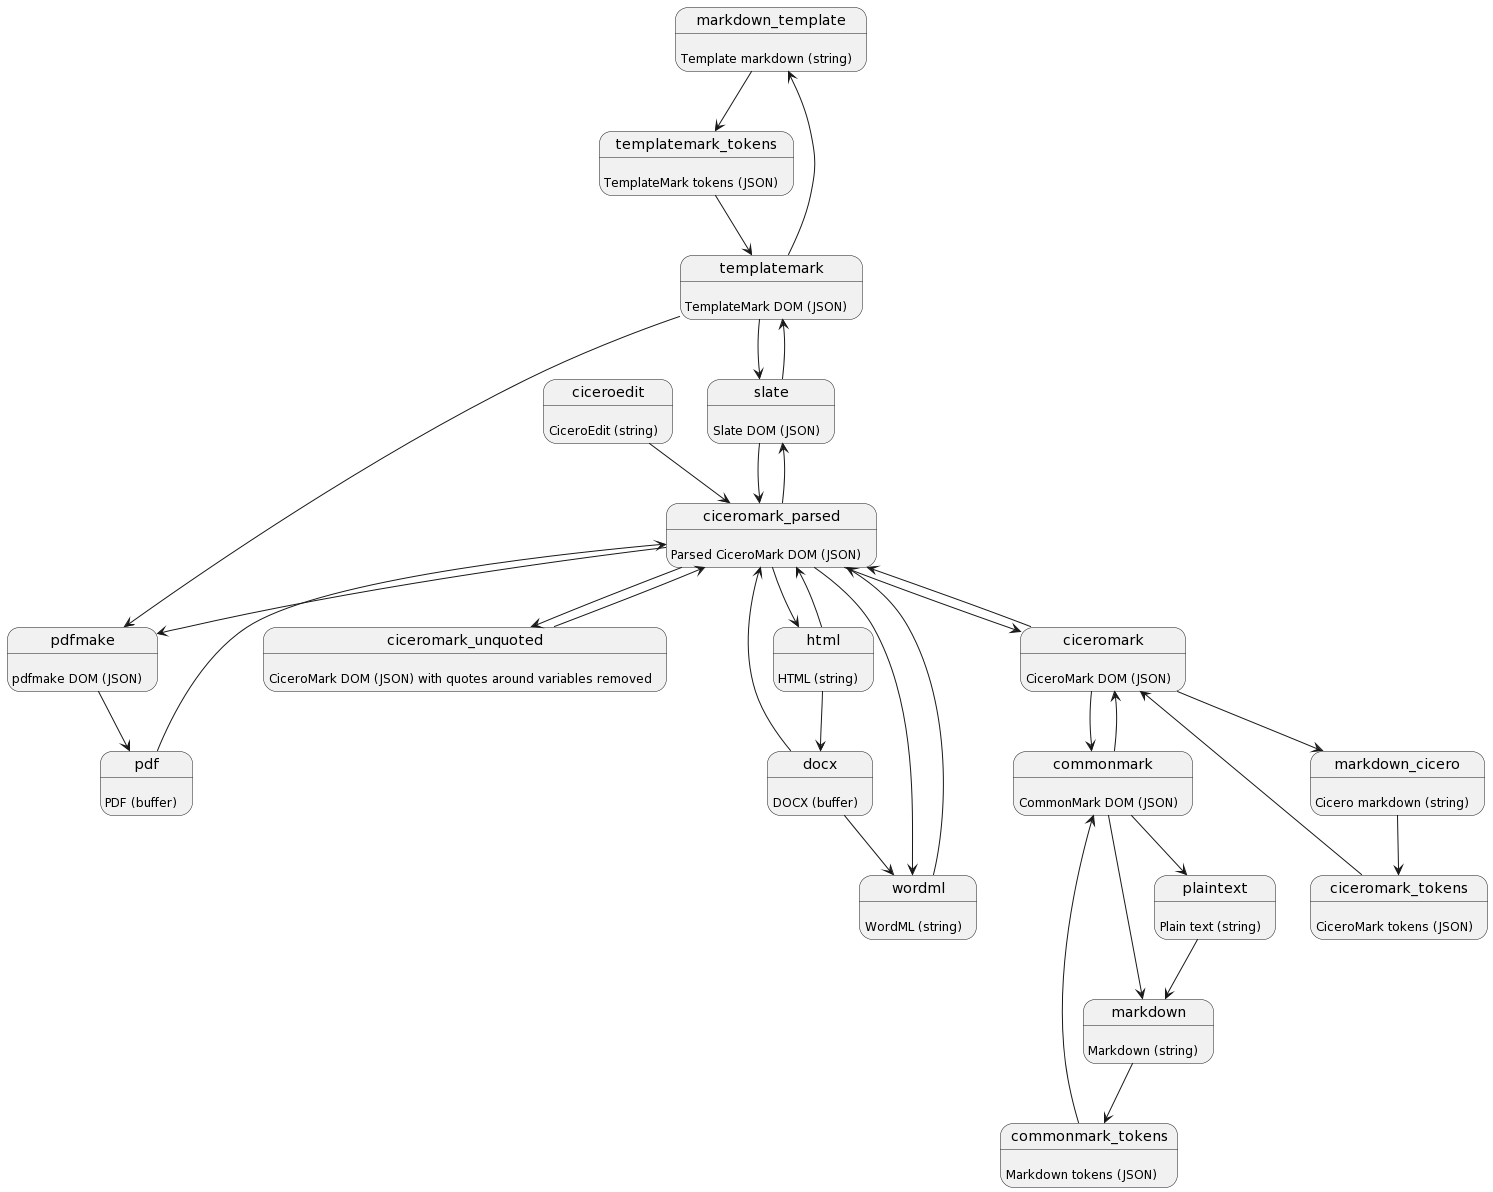 markdown_template
Template markdown (string)
templatemark_tokens
TemplateMark tokens (JSON)
templatemark
TemplateMark DOM (JSON)
ciceroedit
CiceroEdit (string)
slate
Slate DOM (JSON)
ciceromark_parsed
Parsed CiceroMark DOM (JSON)
pdfmake
pdfmake DOM (JSON)
ciceromark_unquoted
CiceroMark DOM (JSON) with quotes around variables removed
html
HTML (string)
ciceromark
CiceroMark DOM (JSON)
pdf
PDF (buffer)
docx
DOCX (buffer)
commonmark
CommonMark DOM (JSON)
markdown_cicero
Cicero markdown (string)
wordml
WordML (string)
plaintext
Plain text (string)
ciceromark_tokens
CiceroMark tokens (JSON)
markdown
Markdown (string)
commonmark_tokens
Markdown tokens (JSON)